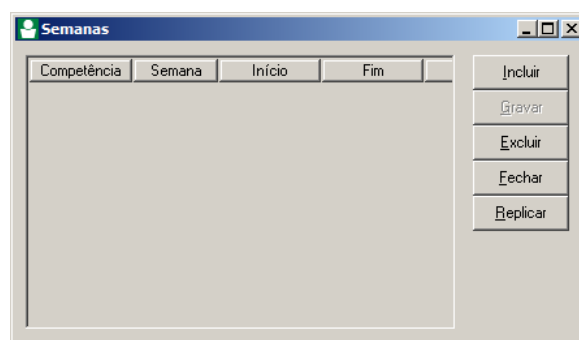 Semanas
Competência Semana Início Fim
Incluir
Gravar
Excluir
Fechar
Replicar